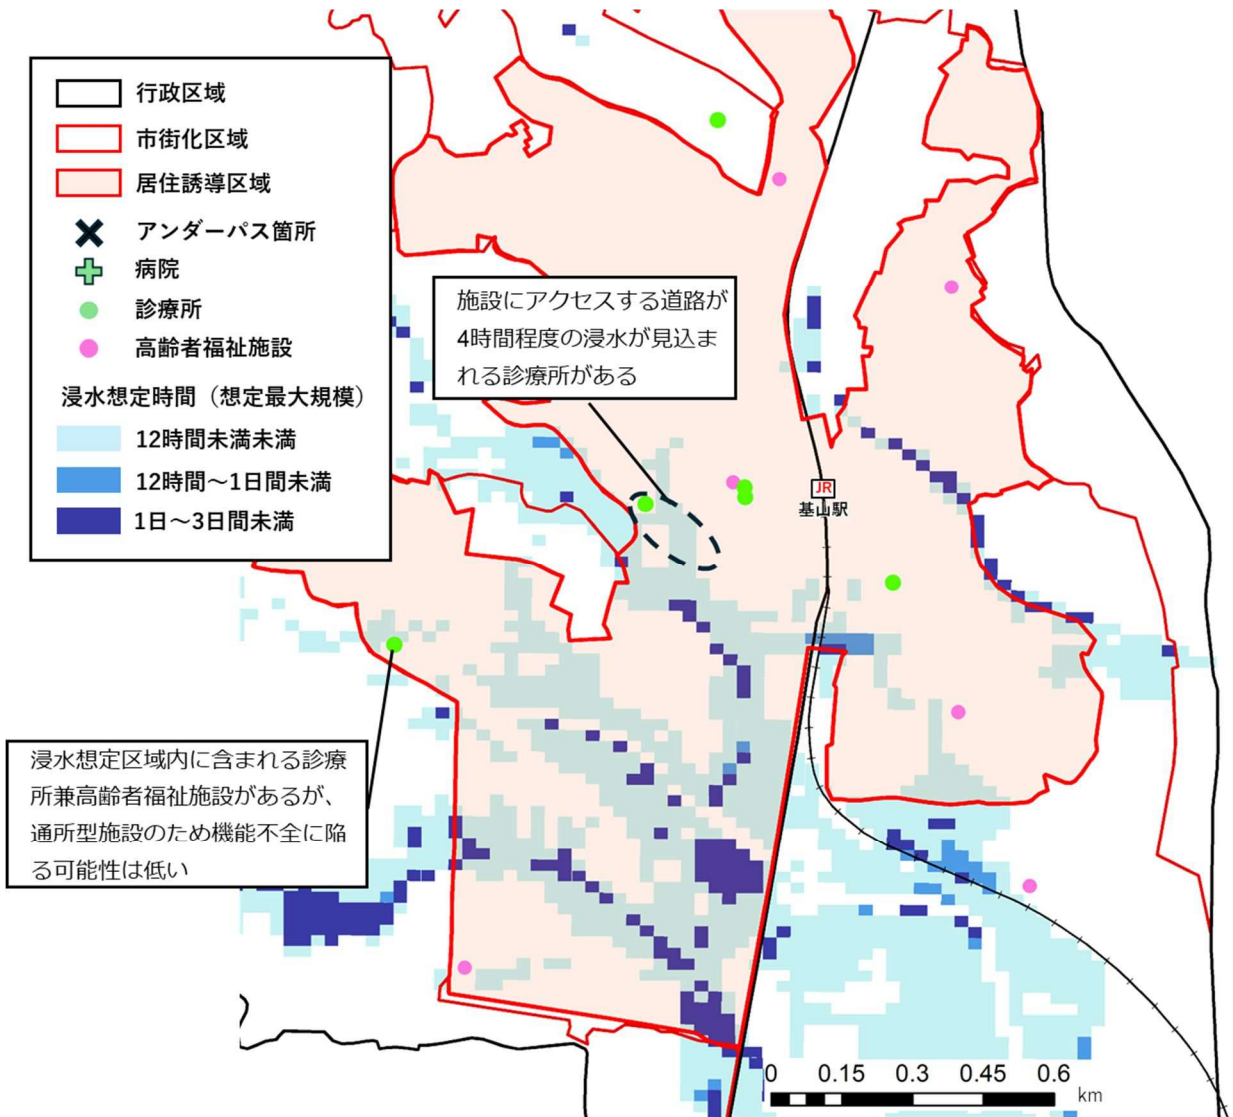 行政区域
市街化区域
居住誘導区域
アンダーパス箇所
病院
診療所
高齢者福祉施設
浸水想定時間（想定最大規模）
12時間未満未満
12時間～1日間未満
1日～3日間未満
施設にアクセスする道路が
4時間程度の浸水が見込ま
れる診療所がある
JR
基山駅
浸水想定区域内に含まれる診療
所兼高齢者福祉施設があるが、
通所型施設のため機能不全に陥
る可能性は低い
0 0.15 0.3 0.45 0.6
km